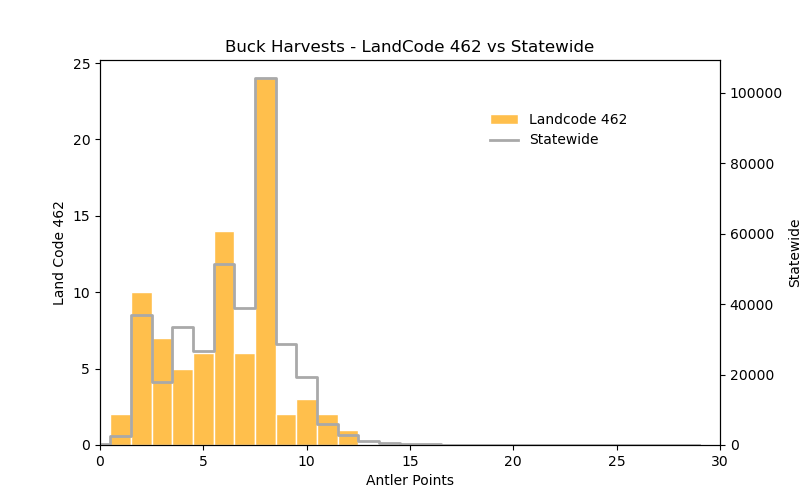 Buck Harvests - LandCode 462 vs Statewide
25
20
15
10
5
0
Land Code 462
Landcode 462
Statewide
100000
80000
60000
40000
20000
0
Statewide
0 5 10 15 20 25 30
Antler Points